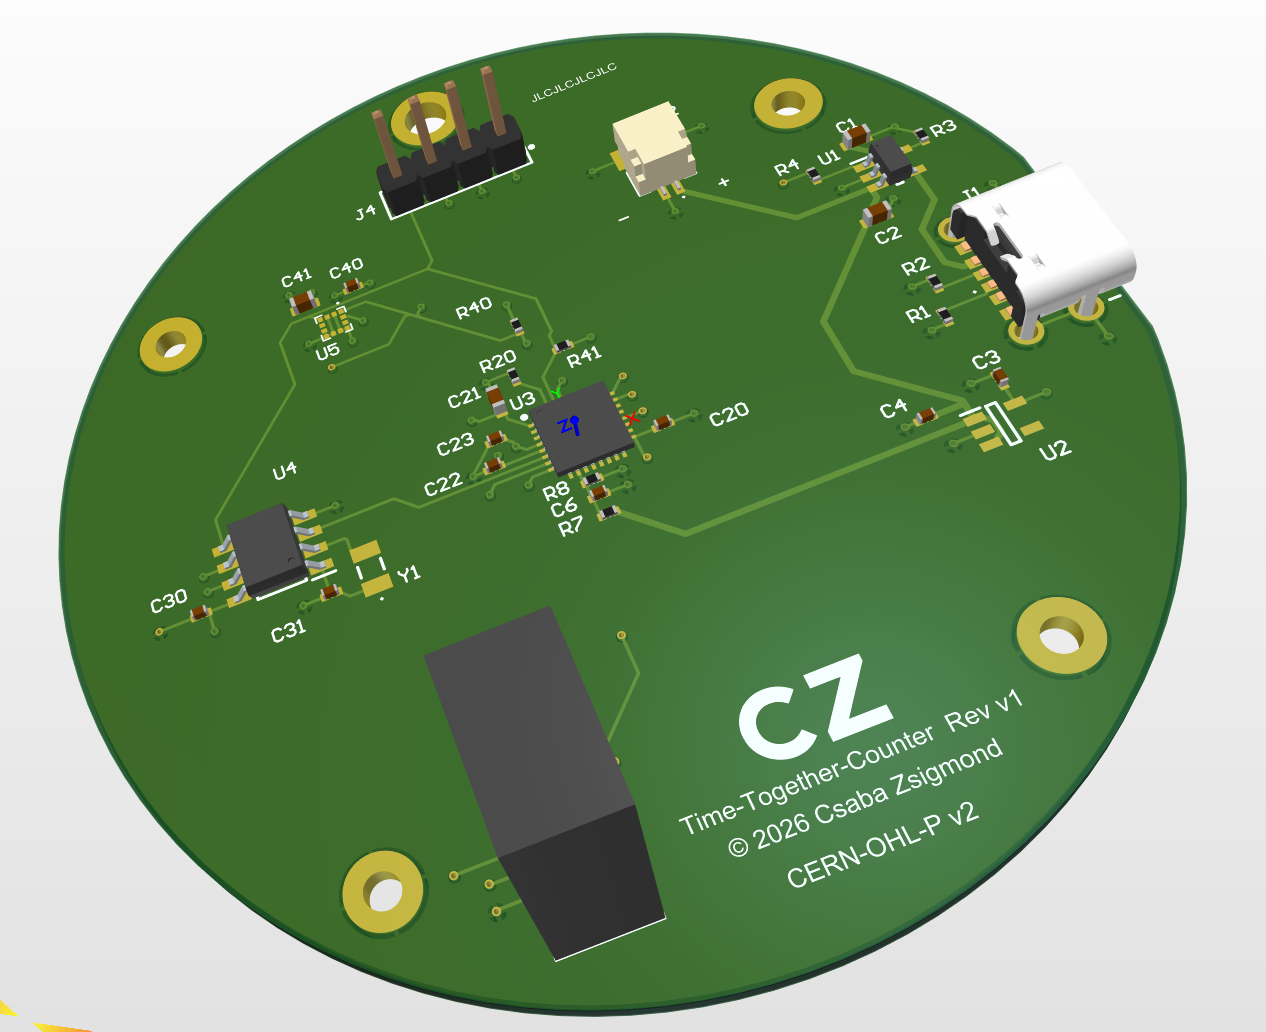 JLCJLCJLCJLC
J4
C1
R3
U1
R4
+
−
C2
R2
R1
C41
C40
U5
R40
R41
R20
C21
U3
C23
C22
Z
C20
C3
C4
U2
R8
C6
R7
U4
Y1
C30
C31
CZ
Time-Together-Counter Rev v1
© 2026 Csaba Zsigmond
CERN-OHL-P v2